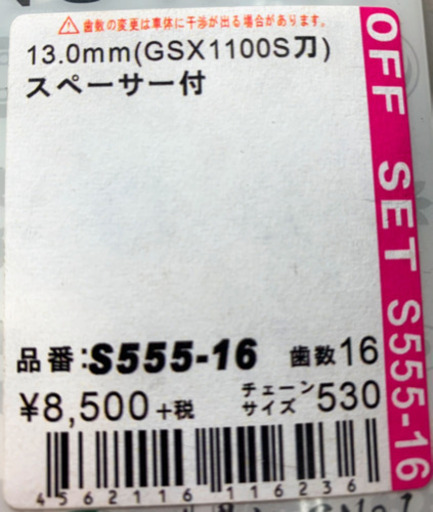 ⚠歯数の変更は車体に干渉が出る場合があります。
13.0mm(GSX1100S刀)
スペーサー付
OFF SET S555-16
品番:S555-16 歯数16
¥8,500+税 チェーンサイズ530
4562116116236